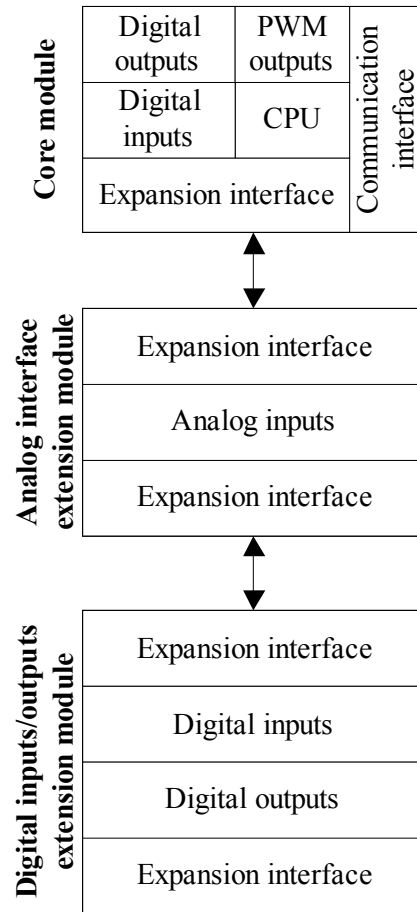 Core module
Digital
outputs
PWM
outputs
Digital
inputs
CPU
Expansion interface
Communication
interface
Analog interface
extension module
Expansion interface
Analog inputs
Expansion interface
Digital inputs/outputs
extension module
Expansion interface
Digital inputs
Digital outputs
Expansion interface